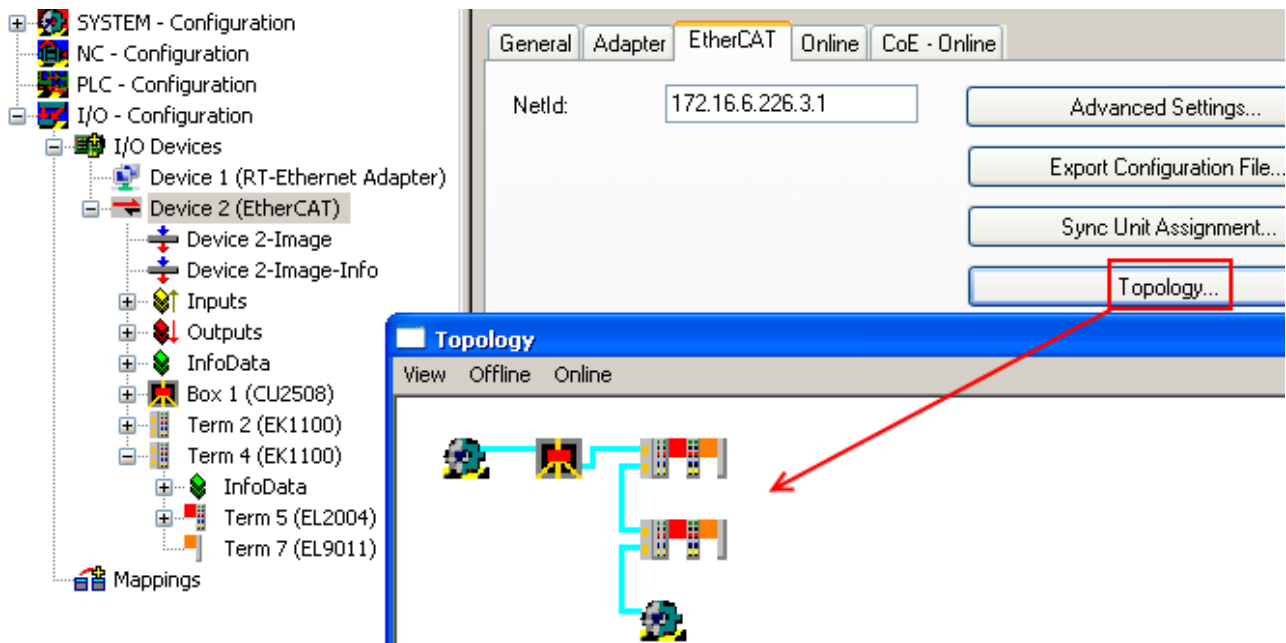 SYSTEM - Configuration
NC - Configuration
PLC - Configuration
I/O - Configuration
I/O Devices
Device 1 (RT-Ethernet Adapter)
Device 2 (EtherCAT)
Device 2-Image
Device 2-Image-Info
Inputs
Outputs
InfoData
Box 1 (CU2508)
Term 2 (EK1100)
Term 4 (EK1100)
InfoData
Term 5 (EL2004)
Term 7 (EL9011)
Mappings
General Adapter EtherCAT Online CoE - Online
NetId: 172.16.6.226.3.1
Advanced Settings...
Export Configuration File...
Sync Unit Assignment...
Topology...
Topology
View Offline Online